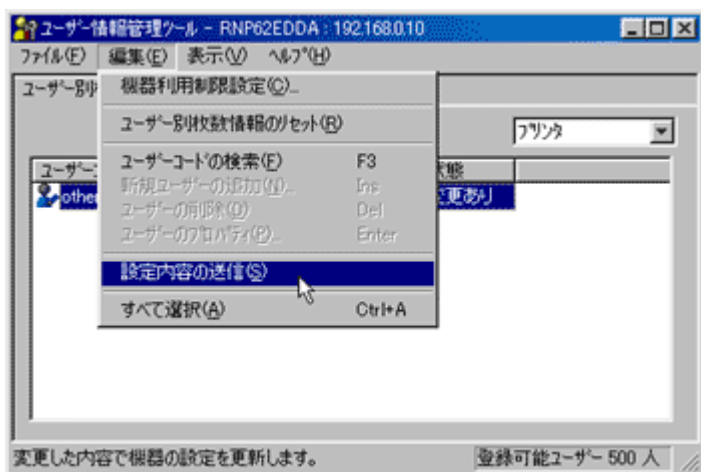 ユーザー情報管理ツール - RNP62EDDA : 192.168.0.10
ファイル(F) 編集(E) 表示(V) ヘルプ(H)
ユーザー別
機器利用制限設定(C)...
ユーザー別枚数情報のリセット(R)
プリンタ
ユーザーコードの検索(F) F3
ユーザー
状態
新規ユーザーの追加(N)... Ins
other
変更あり
ユーザーの削除(D) Del
ユーザーのプロパティ(P)... Enter
設定内容の送信(S)
すべて選択(A) Ctrl+A
変更した内容で機器の設定を更新します。
登録可能ユーザー 500 人